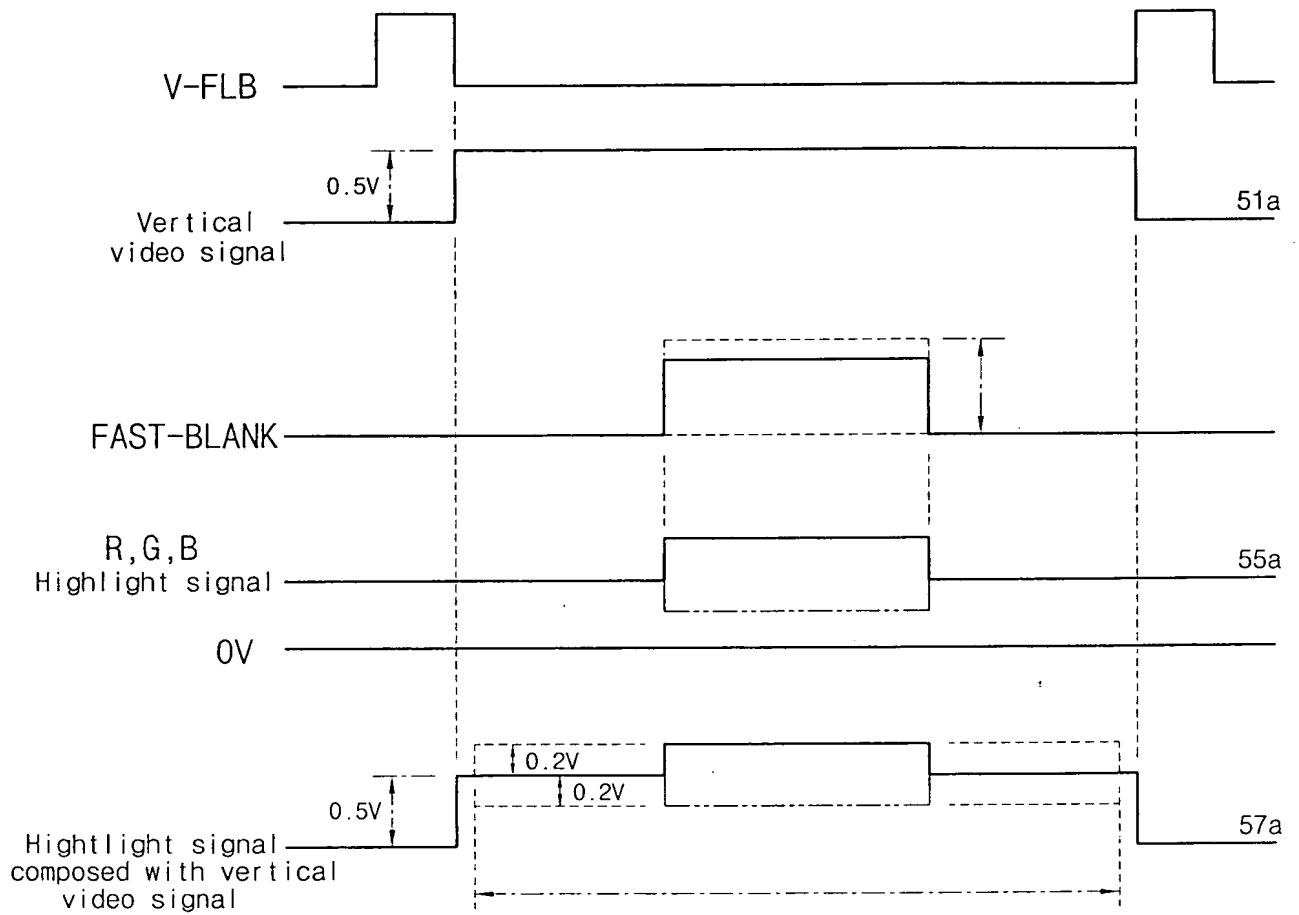 V-FLB
0.5V
51a
Vertical
video signal
FAST-BLANK
R,G,B
Highlight signal
55a
0V
0.2V
0.2V
0.5V
57a
Hightlight signal
composed with vertical
video signal